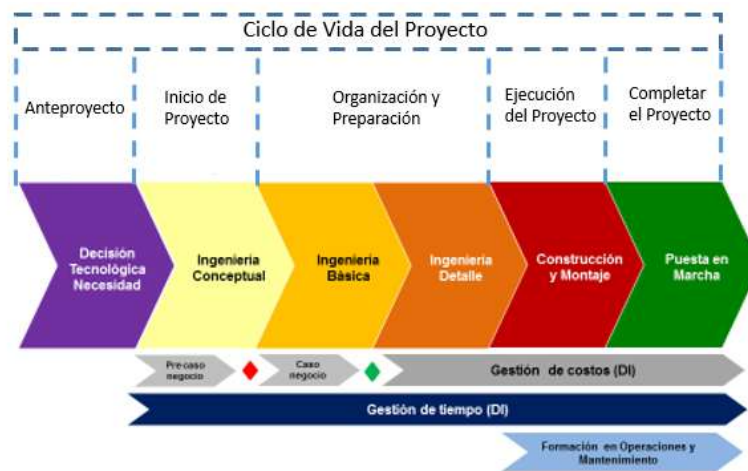 Ciclo de Vida del Proyecto
Anteproyecto
Inicio de
Proyecto
Organización y
Preparación
Ejecución
del Proyecto
Completar
el Proyecto
Decisión
Tecnológica
Necesidad
Ingeniería
Conceptual
Ingeniería
Bàsica
Ingeniería
Detalle
Construcción
y Montaje
Puesta en
Marcha
Pre-caso
negocio
Caso
negocio
Gestión de costos (DI)
Gestión de tiempo (DI)
Formación en Operaciones y
Mantenimiento